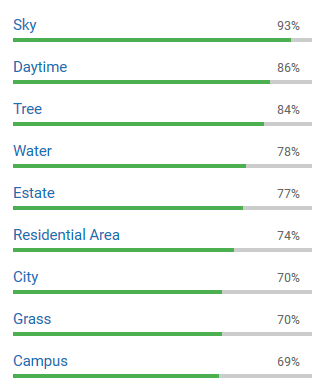 Sky 93%
Daytime 86%
Tree 84%
Water 78%
Estate 77%
Residential Area 74%
City 70%
Grass 70%
Campus 69%